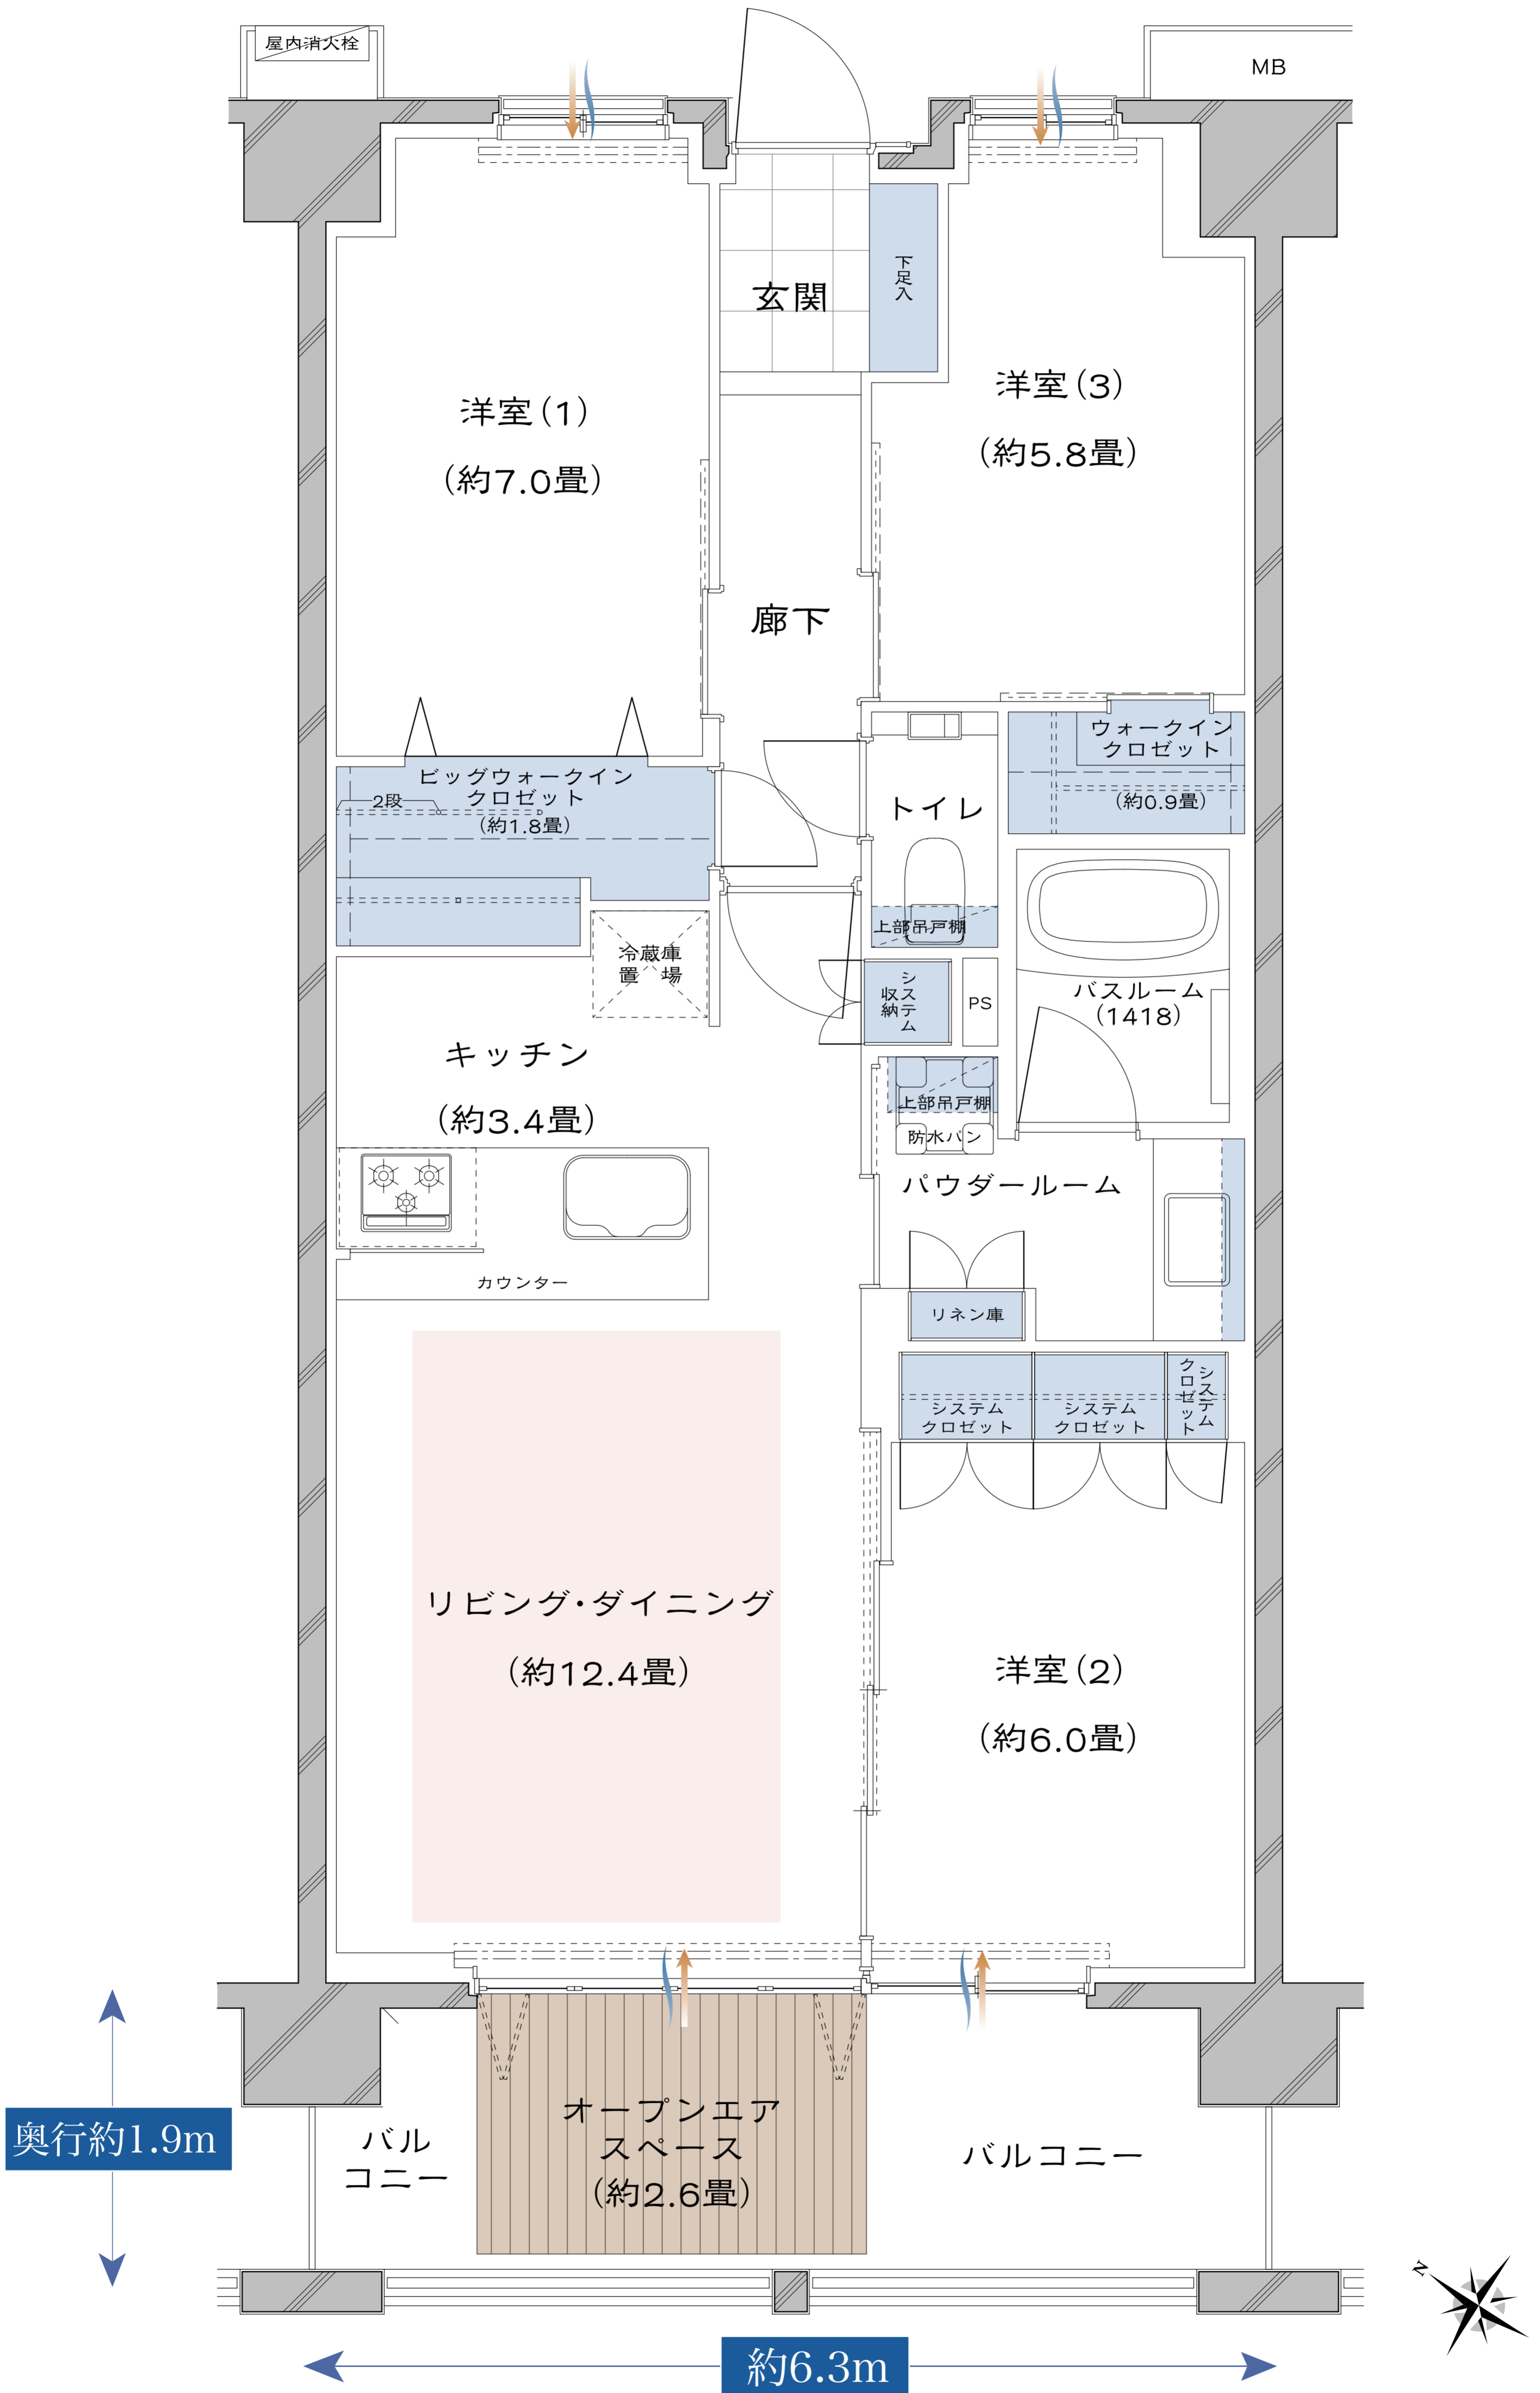 屋内消火栓
MB
玄関
下足入
洋室(1)
(約7.0畳)
洋室(3)
(約5.8畳)
廊下
ビッグウォークイン
クロゼット
(約1.8畳)
2段
トイレ
上部吊戸棚
ウォークイン
クロゼット
(約0.9畳)
冷蔵庫
置 場
システム
収納
PS
バスルーム
(1418)
キッチン
(約3.4畳)
上部吊戸棚
防水パン
パウダールーム
カウンター
リネン庫
システム
クロゼット
システム
クロゼット
システム
クロゼット
リビング・ダイニング
(約12.4畳)
洋室(2)
(約6.0畳)
奥行約1.9m
バル
コニー
オープンエア
スペース
(約2.6畳)
バルコニー
N
約6.3m